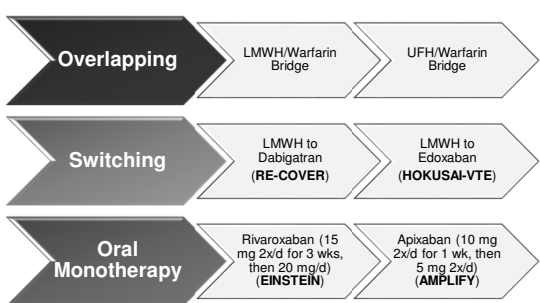 Overlapping
LMWH/Warfarin
Bridge
UFH/Warfarin
Bridge
Switching
LMWH to
Dabigatran
(RE-COVER)
LMWH to
Edoxaban
(HOKUSAI-VTE)
Oral
Monotherapy
Rivaroxaban (15
mg 2x/d for 3 wks,
then 20 mg/d)
(EINSTEIN)
Apixaban (10 mg
2x/d for 1 wk, then
5 mg 2x/d)
(AMPLIFY)